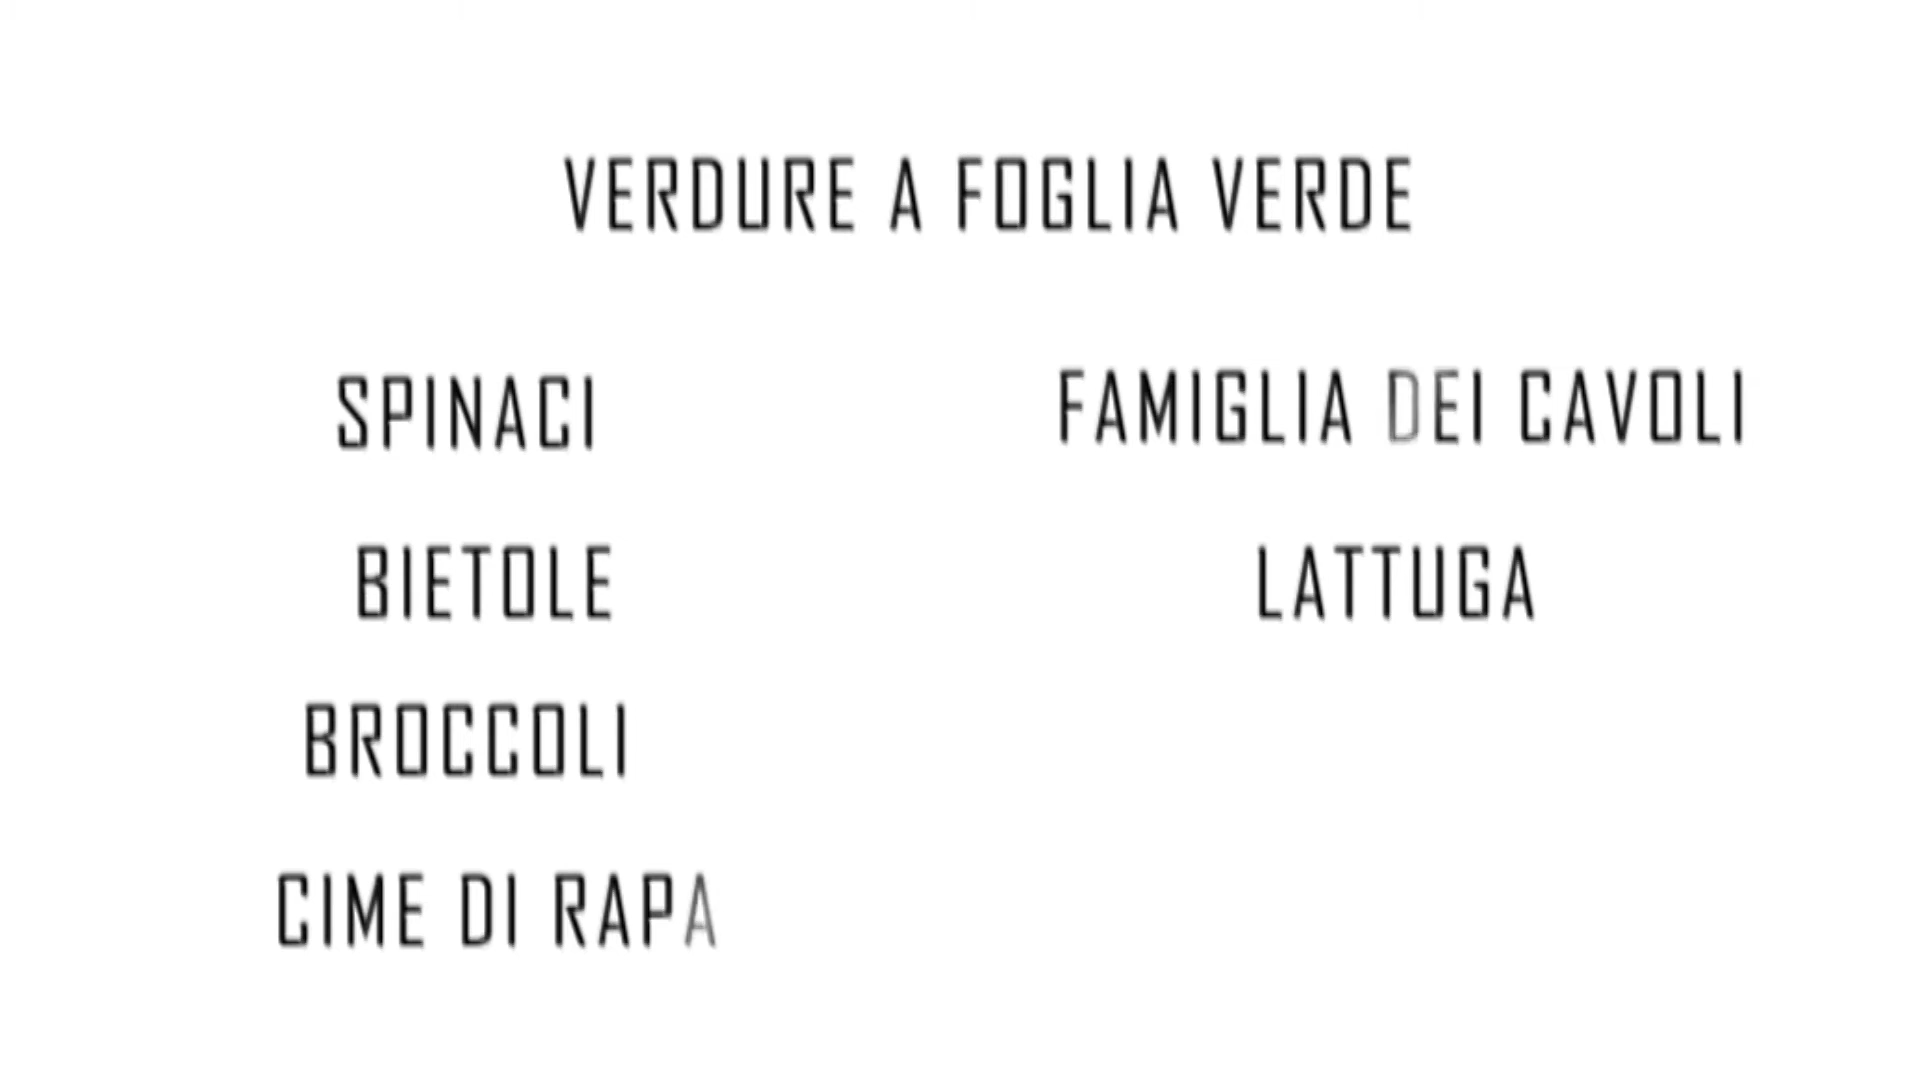 VERDURE A FOGLIA VERDE
SPINACI
BIETOLE
BROCCOLI
CIME DI RAPA
FAMIGLIA DEI CAVOLI
LATTUGA